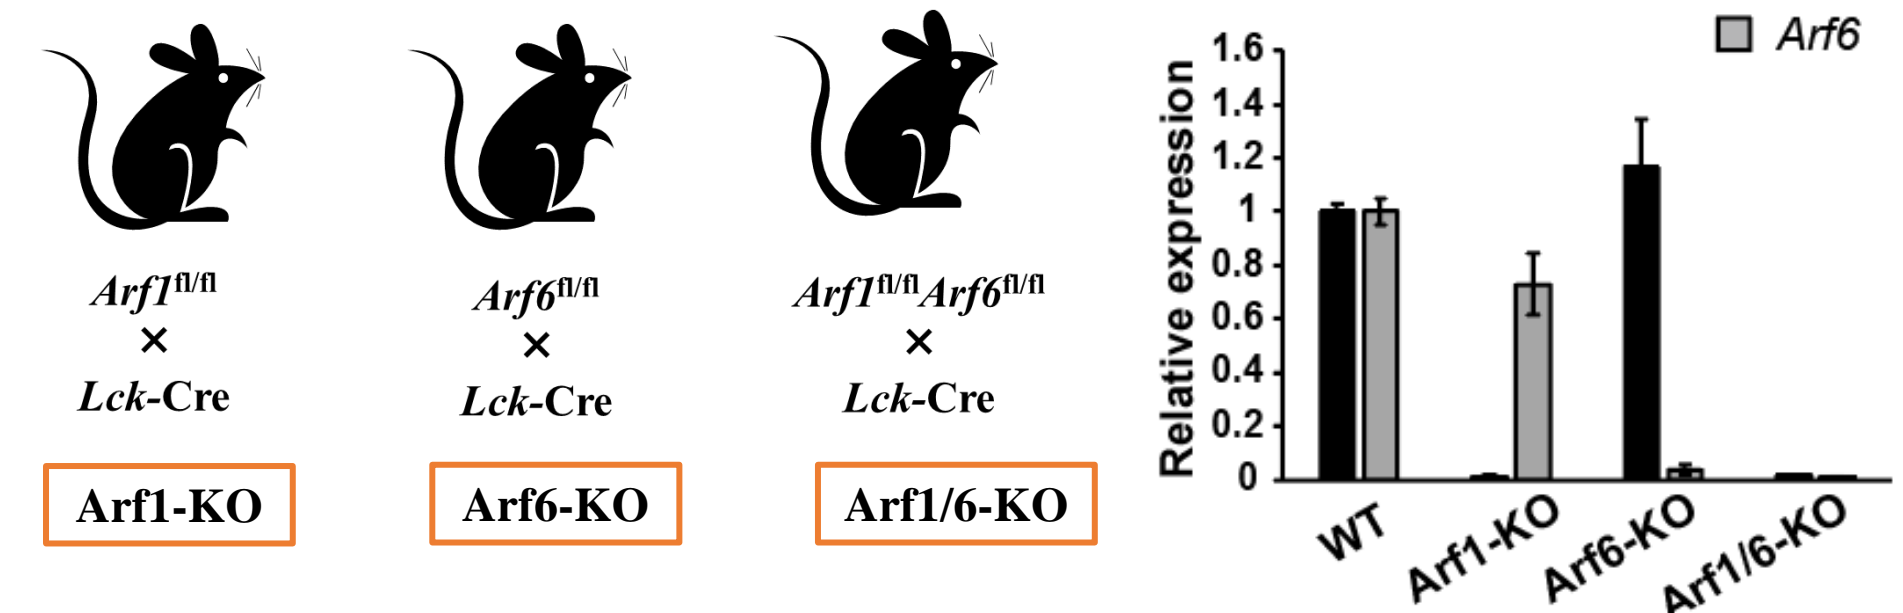 Arf1fl/fl
×
Lck-Cre
Arf1-KO
Arf6fl/fl
×
Lck-Cre
Arf6-KO
Arf1fl/flArf6fl/fl
×
Lck-Cre
Arf1/6-KO
Arf6
Relative expression
1.6
1.4
1.2
1
0.8
0.6
0.4
0.2
0
WT
Arf1-KO
Arf6-KO
Arf1/6-KO